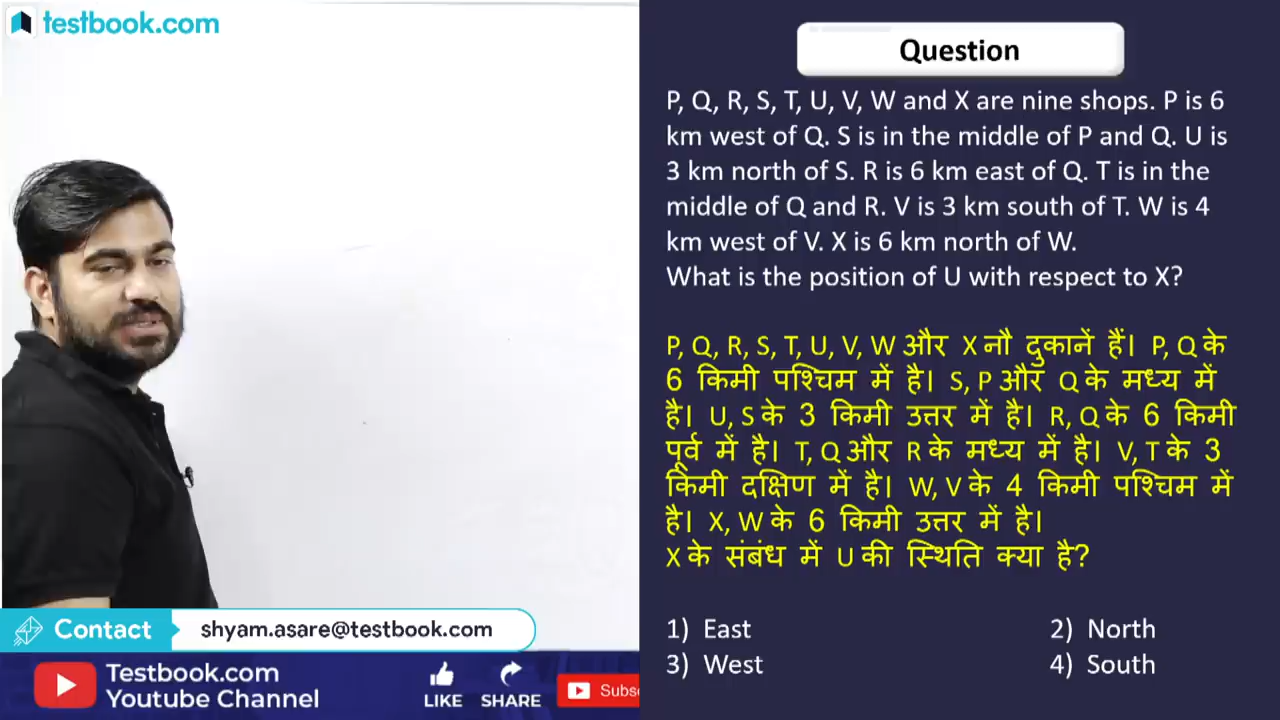 testbook.com
Question
P, Q, R, S, T, U, V, W and X are nine shops. P is 6
km west of Q. S is in the middle of P and Q. U is
3 km north of S. R is 6 km east of Q. T is in the
middle of Q and R. V is 3 km south of T. W is 4
km west of V. X is 6 km north of W.
What is the position of U with respect to X?
P, Q, R, S, T, U, V, W और X नौ दुकानें हैं। P, Q के
6 किमी पश्चिम में है। S, P और Q के मध्य में
है। U, S के 3 किमी उत्तर में है। R, Q के 6 किमी
पूर्व में है। T, Q और R के मध्य में है। V, T के 3
किमी दक्षिण में है। W, V के 4 किमी पश्चिम में
है। X, W के 6 किमी उत्तर में है।
X के संबंध में U की स्थिति क्या है?
1) East 2) North
3) West 4) South
Contact shyam.asare@testbook.com
Testbook.com
Youtube Channel
LIKE SHARE Subs